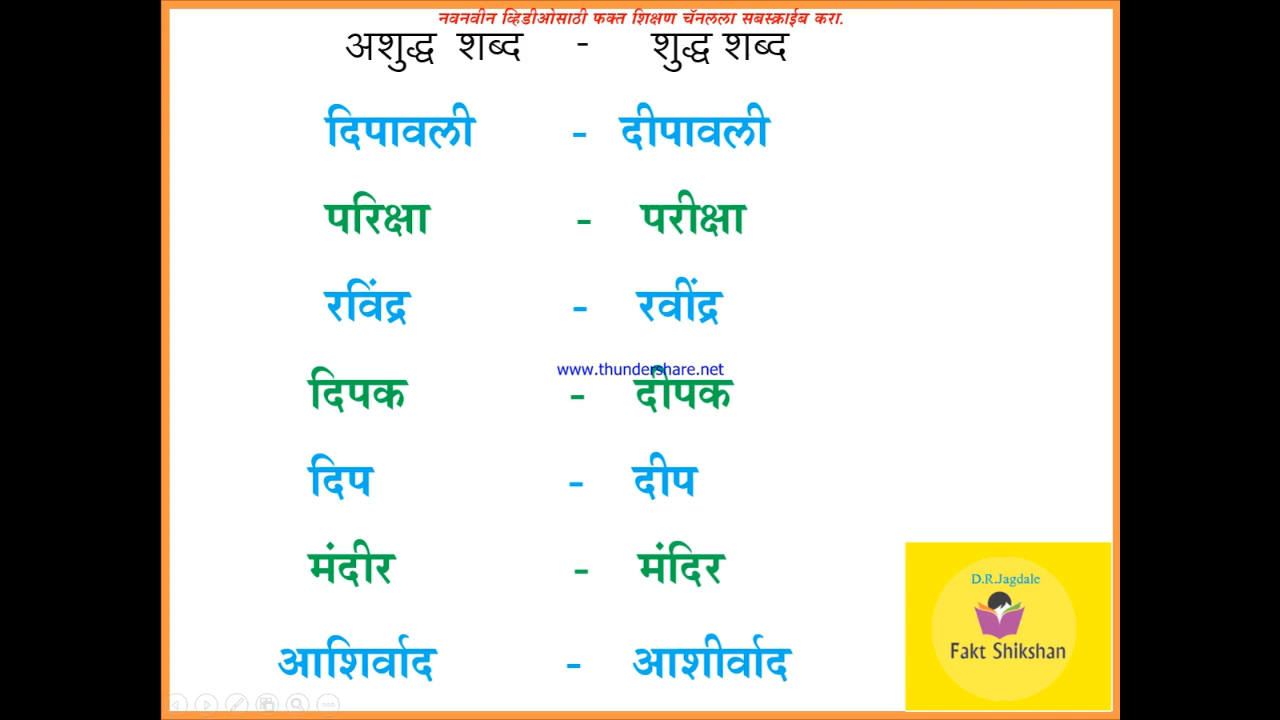 नवनवीन व्हिडीओसाठी फक्त शिक्षण चॅनलला सबस्क्राईब करा.
अशुद्ध शब्द - शुद्ध शब्द
दिपावली - दीपावली
परिक्षा - परीक्षा
रविंद्र - रवींद्र
www.thundershare.net
दिपक - दीपक
दिप - दीप
मंदीर - मंदिर
आशिर्वाद - आशीर्वाद
D.R.Jagdale
Fakt Shikshan